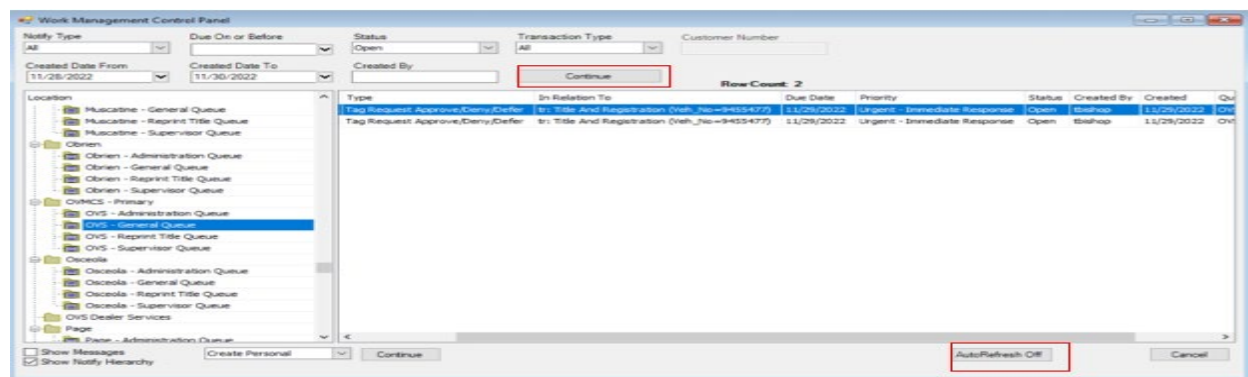 Work Management Control Panel
Notify Type Due On or Before Status Transaction Type Customer Number
All Open All
Created Date From Created Date To Created By
11/28/2022 11/30/2022 Continue Row Count: 2
Location Type In Relation To Due Date Priority Status Created By Created Qu
Muscatine - General Queue Tag Request Approve/Deny/Defer tr: Title And Registration (Veh_No=9455477) 11/29/2022 Urgent - Immediate Response Open tbishop 11/29/2022 OVS
Muscatine - Reprint Title Queue Tag Request Approve/Deny/Defer tr: Title And Registration (Veh_No=9455477) 11/29/2022 Urgent - Immediate Response Open tbishop 11/29/2022 OVS
Muscatine - Supervisor Queue
Obrien
Obrien - Administration Queue
Obrien - General Queue
Obrien - Reprint Title Queue
Obrien - Supervisor Queue
OVMCS - Primary
OVS - Administration Queue
OVS - General Queue
OVS - Reprint Title Queue
OVS - Supervisor Queue
Osceola
Osceola - Administration Queue
Osceola - General Queue
Osceola - Reprint Title Queue
Osceola - Supervisor Queue
OVS Dealer Services
Page
Page - Administration Queue
Show Messages Create Personal Continue AutoRefresh Off Cancel
Show Notify Hierarchy